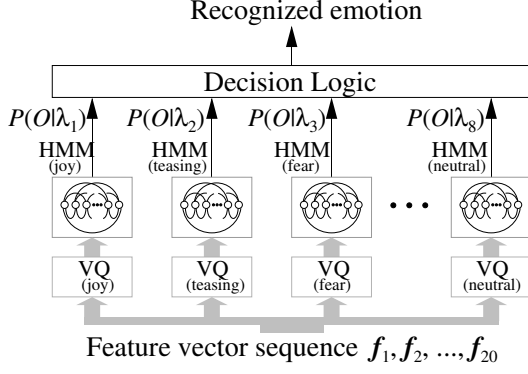 Recognized emotion
Decision Logic
P(O|λ₁) P(O|λ₂) P(O|λ₃) P(O|λ₈)
HMM HMM HMM HMM
(joy) (teasing) (fear) (neutral)
VQ VQ VQ VQ
(joy) (teasing) (fear) (neutral)
Feature vector sequence f₁, f₂, ..., f₂₀